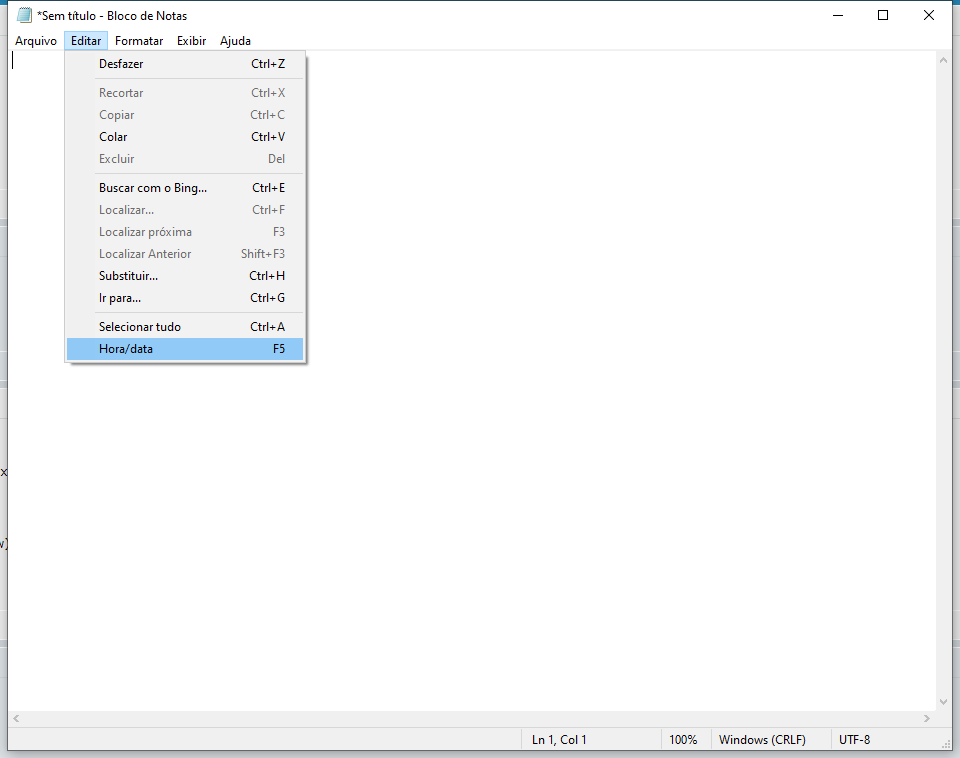 *Sem título - Bloco de Notas
Arquivo Editar Formatar Exibir Ajuda
Desfazer Ctrl+Z
Recortar Ctrl+X
Copiar Ctrl+C
Colar Ctrl+V
Excluir Del
Buscar com o Bing... Ctrl+E
Localizar... Ctrl+F
Localizar próxima F3
Localizar Anterior Shift+F3
Substituir... Ctrl+H
Ir para... Ctrl+G
Selecionar tudo Ctrl+A
Hora/data F5
Ln 1, Col 1 100% Windows (CRLF) UTF-8